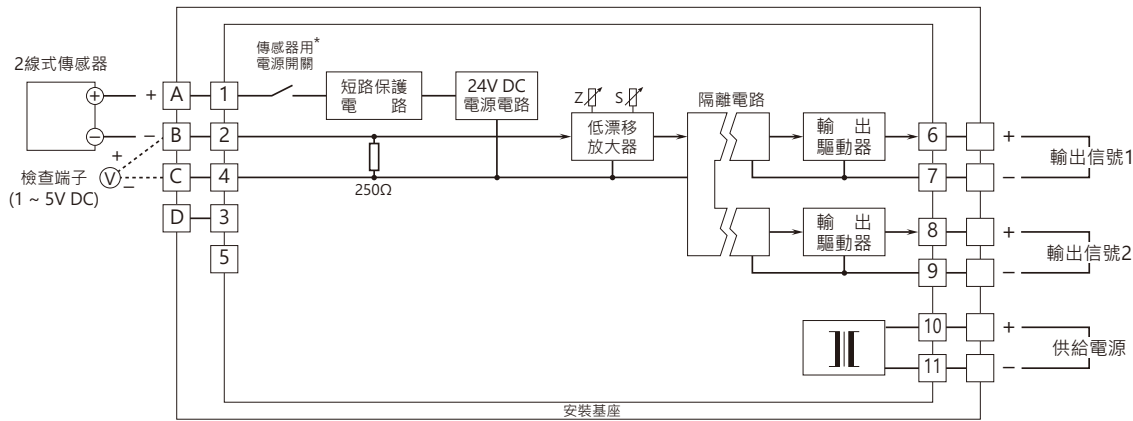 2線式傳感器
+
−
+ A 1
− B 2
+
V
−
檢查端子
(1 ~ 5V DC)
C 4
D 3
5
傳感器用*
電源開關
短路保護
電 路
24V DC
電源電路
250Ω
Z S
低漂移
放大器
隔離電路
輸 出
驅動器
6 +
7 −
輸出信號1
輸 出
驅動器
8 +
9 −
輸出信號2
10 +
11 −
供給電源
安裝基座